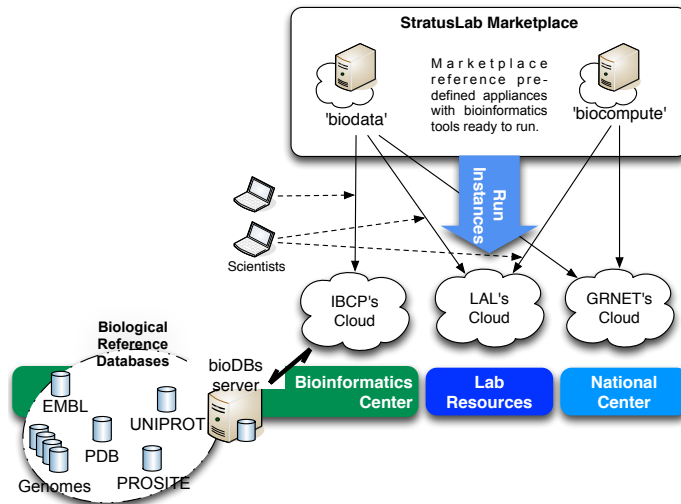 StratusLab Marketplace
Marketplace
reference pre-
defined appliances
with bioinformatics
tools ready to run.
'biodata'
'biocompute'
Run
Instances
Scientists
IBCP's
Cloud
LAL's
Cloud
GRNET's
Cloud
Biological
Reference
Databases
bioDBs
server
Bioinformatics
Center
Lab
Resources
National
Center
EMBL
UNIPROT
PDB
Genomes
PROSITE